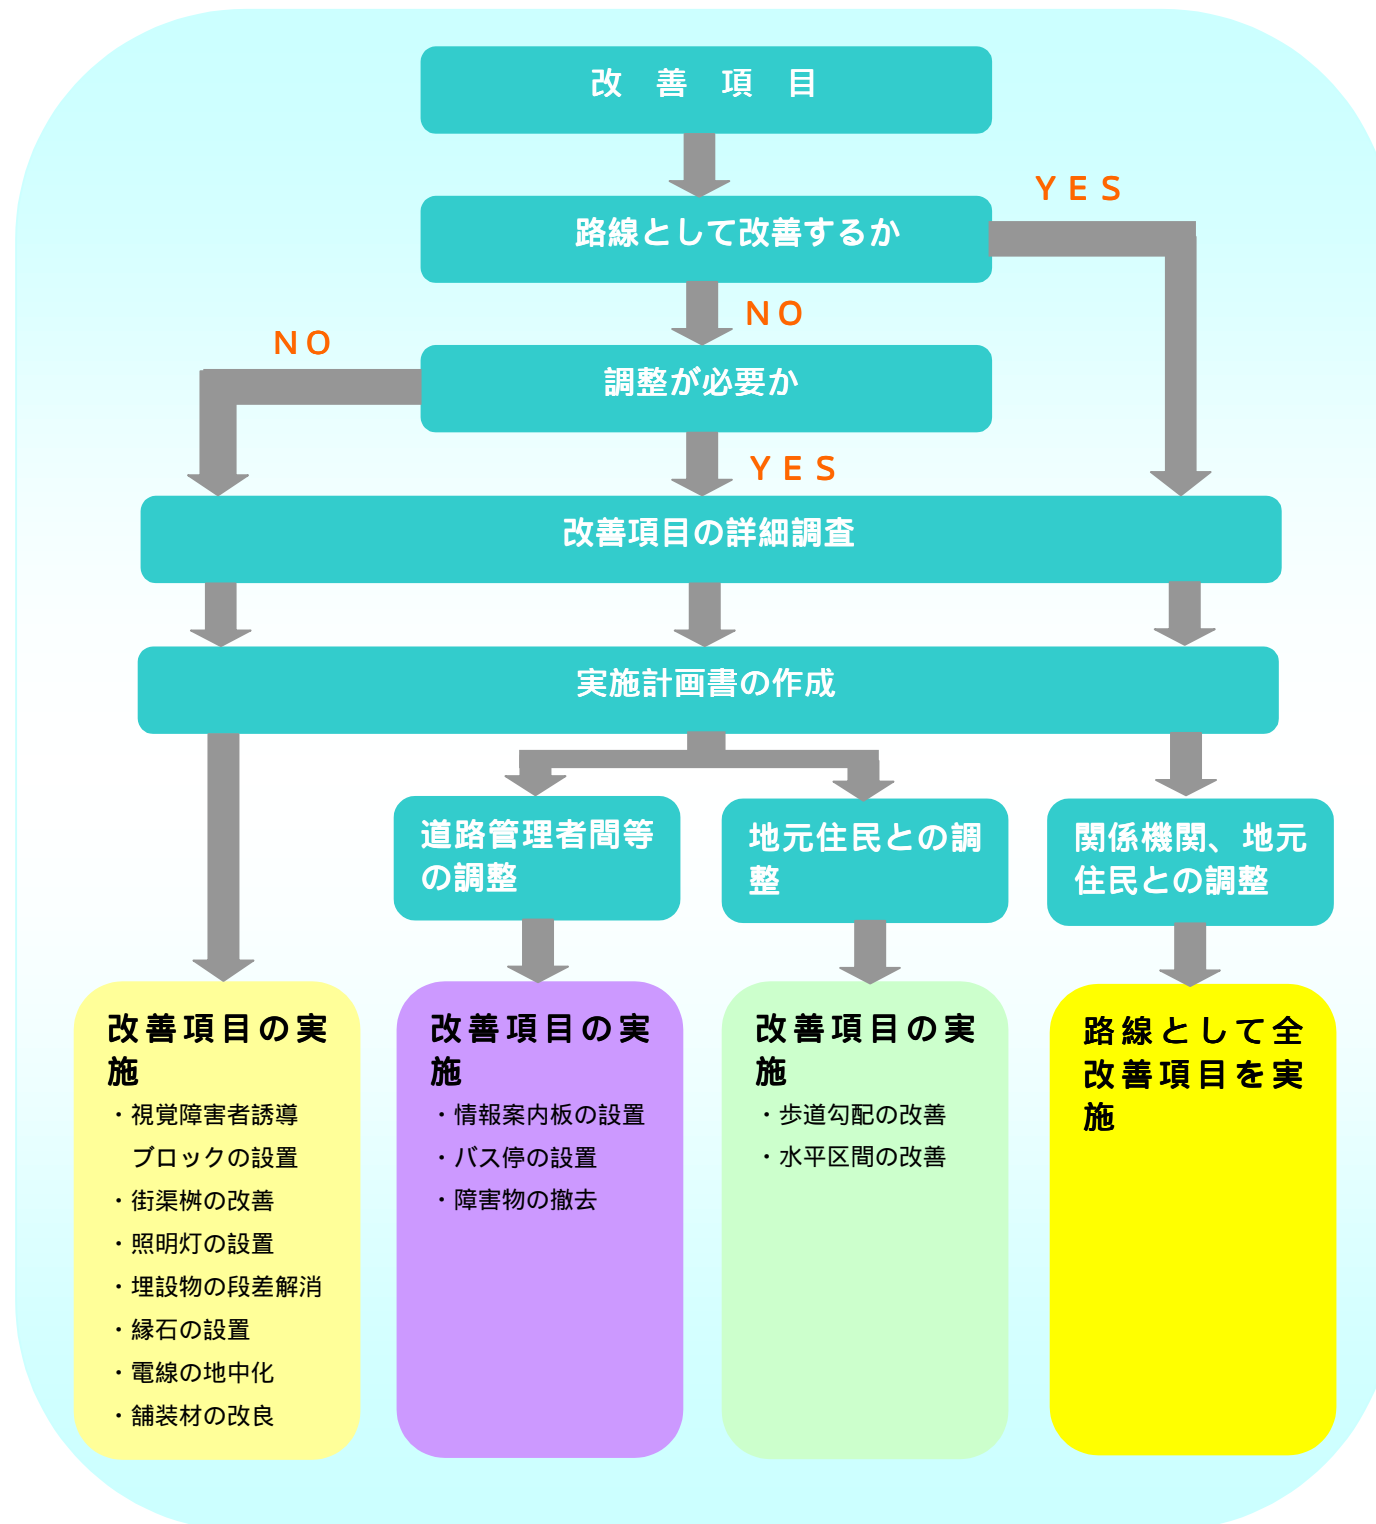 改　善　項　目
YES
路線として改善するか
NO
NO
調整が必要か
YES
改善項目の詳細調査
実施計画書の作成
道路管理者間等
の調整
地元住民との調
整
関係機関、地元
住民との調整
改善項目の実
施
・視覚障害者誘導
ブロックの設置
・街渠桝の改善
・照明灯の設置
・埋設物の段差解消
・縁石の設置
・電線の地中化
・舗装材の改良
改善項目の実
施
・情報案内板の設置
・バス停の設置
・障害物の撤去
改善項目の実
施
・歩道勾配の改善
・水平区間の改善
路線として全
改善項目を実
施